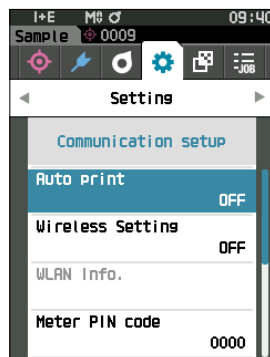 I+E M0 09:40
Sample 0009
JOB
Setting
Communication setup
Auto print
OFF
Wireless Setting
OFF
WLAN Info.
Meter PIN code
0000